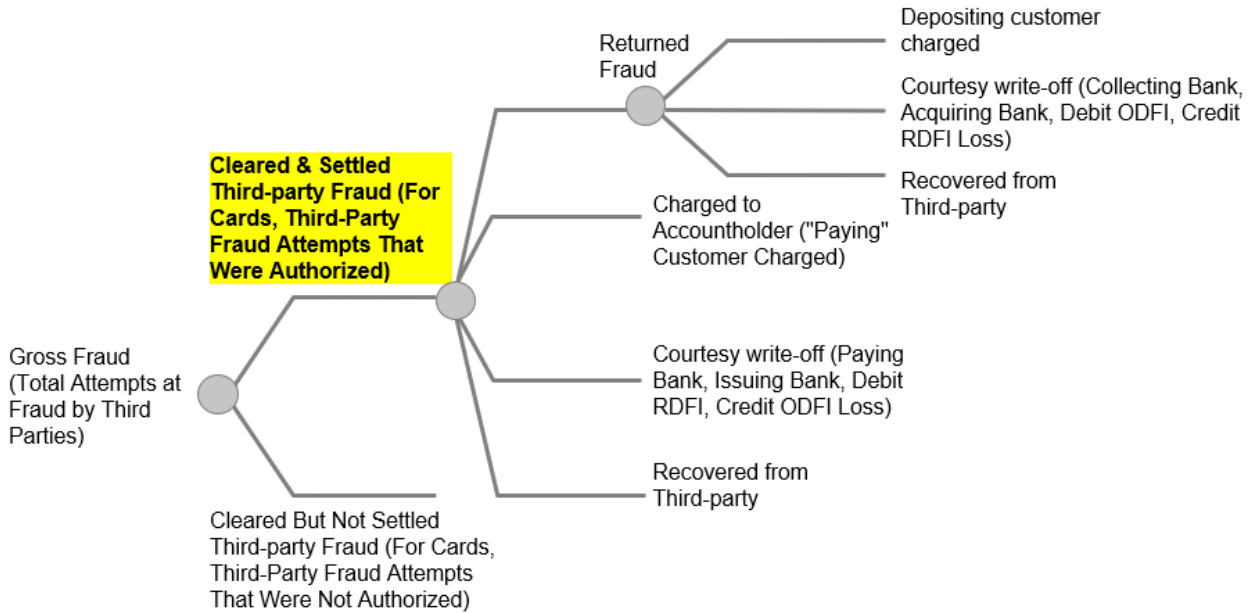 Depositing customer
charged
Returned
Fraud
Courtesy write-off (Collecting Bank,
Acquiring Bank, Debit ODFI, Credit
RDFI Loss)
Recovered from
Third-party
Cleared & Settled
Third-party Fraud (For
Cards, Third-Party
Fraud Attempts That
Were Authorized)
Charged to
Accountholder ("Paying"
Customer Charged)
Gross Fraud
(Total Attempts at
Fraud by Third
Parties)
Courtesy write-off (Paying
Bank, Issuing Bank, Debit
RDFI, Credit ODFI Loss)
Recovered from
Third-party
Cleared But Not Settled
Third-party Fraud (For Cards,
Third-Party Fraud Attempts
That Were Not Authorized)